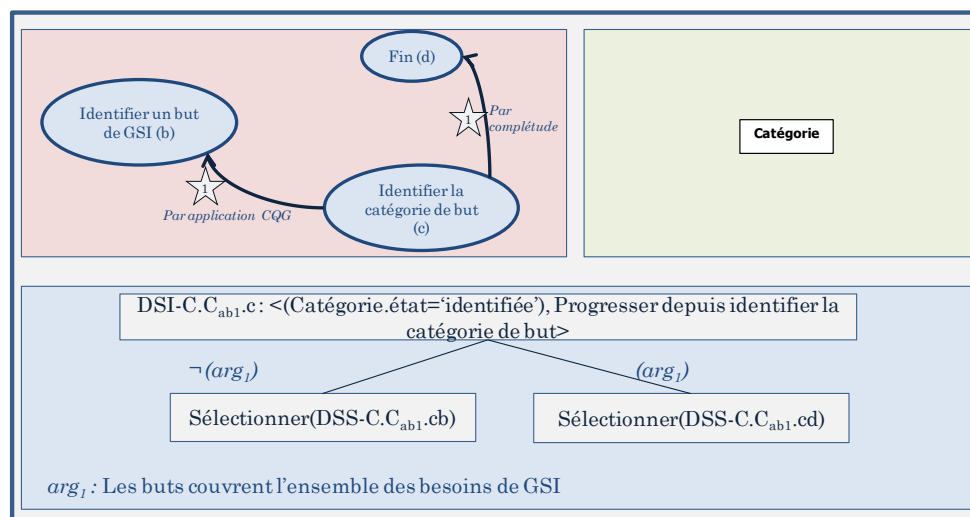 Fin (d)
Identifier un but
de GSI (b)
1
Par
complétude
1
Par application CQG
Identifier la
catégorie de but
(c)
Catégorie
DSI-C.Cab1.c : <(Catégorie.état=‘identifiée’), Progresser depuis identifier la
catégorie de but>
¬ (arg1)
(arg1)
Sélectionner(DSS-C.Cab1.cb)
Sélectionner(DSS-C.Cab1.cd)
arg1 : Les buts couvrent l’ensemble des besoins de GSI